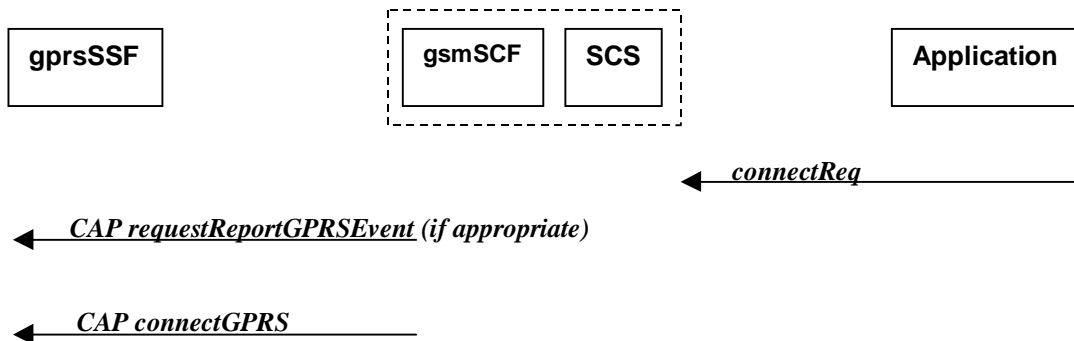 gprsSSF
gsmSCF
SCS
Application
connectReq
CAP requestReportGPRSEvent (if appropriate)
CAP connectGPRS